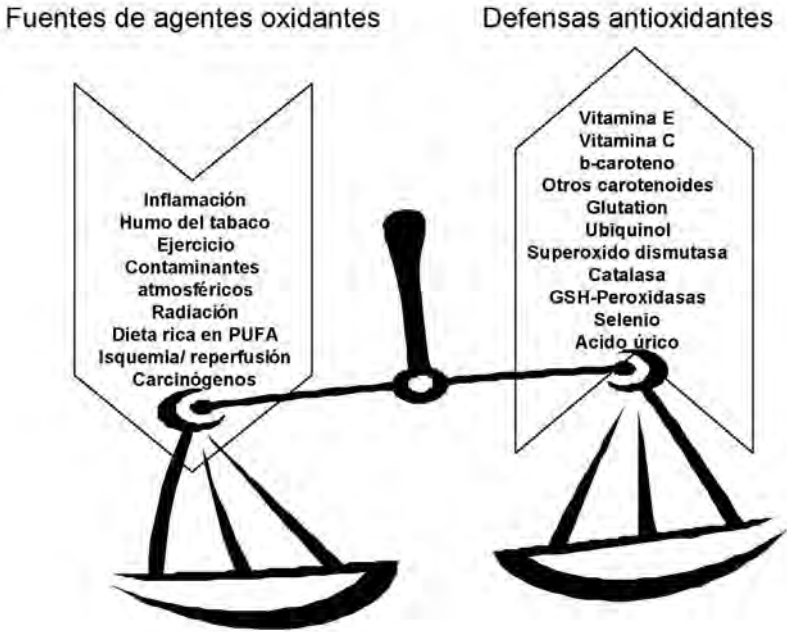 Fuentes de agentes oxidantes
Defensas antioxidantes
Inflamación
Humo del tabaco
Ejercicio
Contaminantes
atmosféricos
Radiación
Dieta rica en PUFA
Isquemia/ reperfusión
Carcinógenos
Vitamina E
Vitamina C
b-caroteno
Otros carotenoides
Glutation
Ubiquinol
Superoxido dismutasa
Catalasa
GSH-Peroxidasas
Selenio
Acido úrico